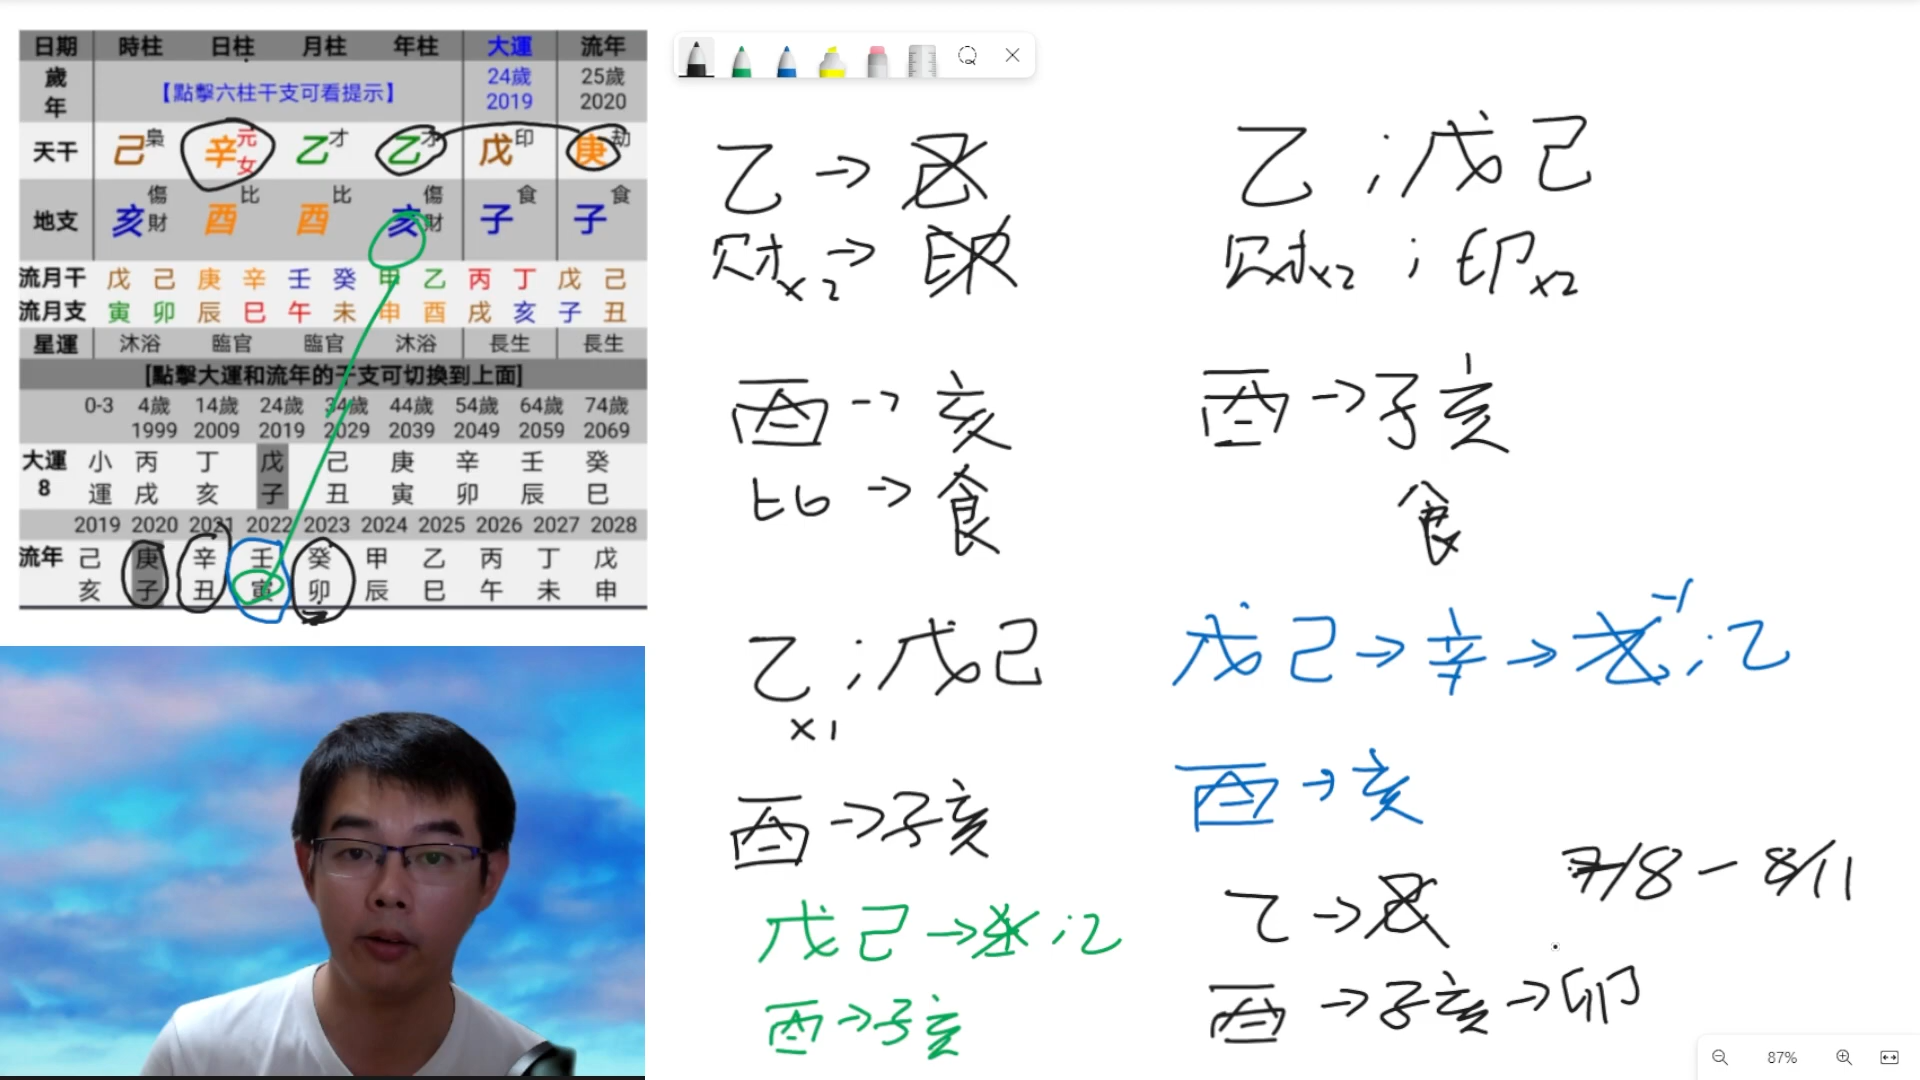 日期 時柱 日柱 月柱 年柱 大運 流年
歲年 【點擊六柱干支可看提示】 24歲 2019 25歲 2020
天干 己梟 辛元女 乙才 乙才 戊印 庚劫
地支 亥傷財 酉比 酉比 亥傷財 子食 子食
流月干 戊 己 庚 辛 壬 癸 甲 乙 丙 丁 戊 己
流月支 寅 卯 辰 巳 午 未 申 酉 戌 亥 子 丑
星運 沐浴 臨官 臨官 沐浴 長生 長生
[點擊大運和流年的干支可切換到上面]
0-3 4歲 14歲 24歲 34歲 44歲 54歲 64歲 74歲
1999 2009 2019 2029 2039 2049 2059 2069
大運 小 丙 丁 戊 己 庚 辛 壬 癸
8 運 戌 亥 子 丑 寅 卯 辰 巳
2019 2020 2021 2022 2023 2024 2025 2026 2027 2028
流年 己 庚 辛 壬 癸 甲 乙 丙 丁 戊
亥 子 丑 寅 卯 辰 巳 午 未 申
乙 → 己
财x2 → 印
酉 → 亥
比 → 食
乙 ; 戊己
x1
酉 → 子亥
戊己 → 辛 ; 乙
酉 → 子亥
乙 ; 戊己
财x2 ; 印x2
酉 → 子亥
食
戊己 → 辛 → 乙 -1 ; 乙
酉 → 亥
7/8 - 8/11
乙 → 己
酉 → 子亥 → 卯
87%